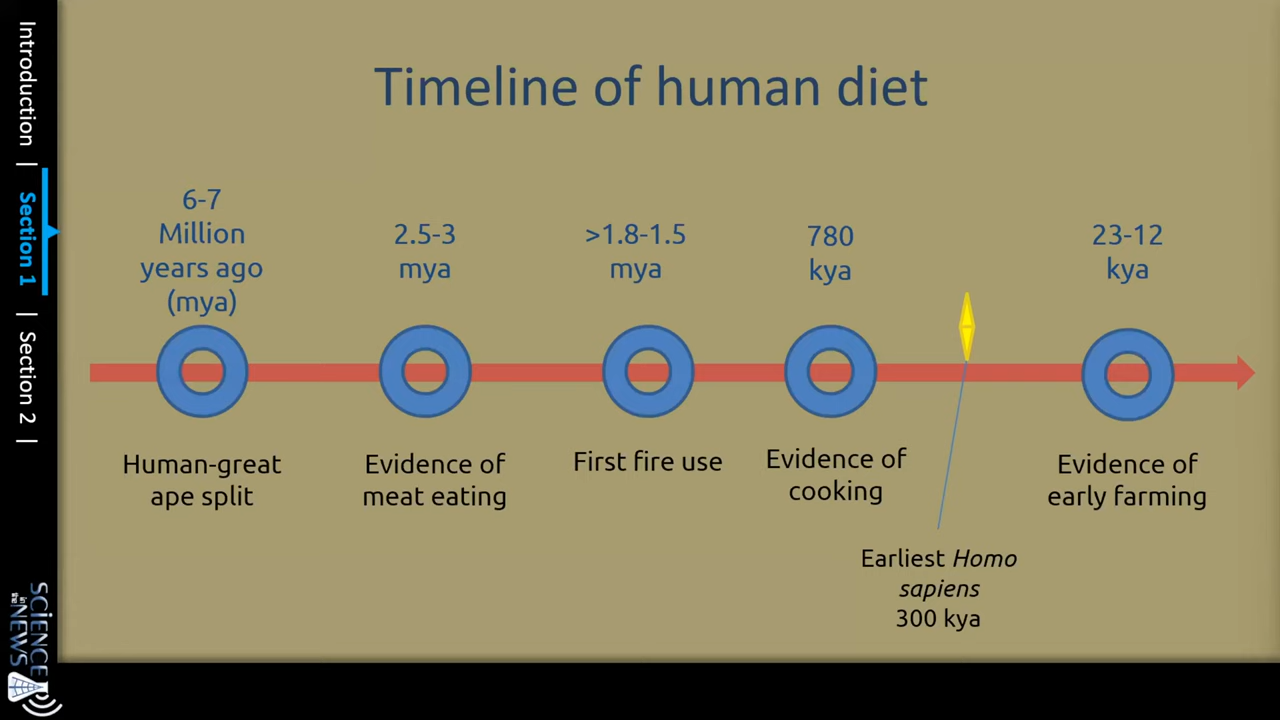 Timeline of human diet
6-7
Million
years ago
(mya)
2.5-3
mya
>1.8-1.5
mya
780
kya
23-12
kya
Human-great
ape split
Evidence of
meat eating
First fire use
Evidence of
cooking
Evidence of
early farming
Earliest Homo
sapiens
300 kya
Introduction |
Section 1
| Section 2 |
SCIENCE
in the
NEWS